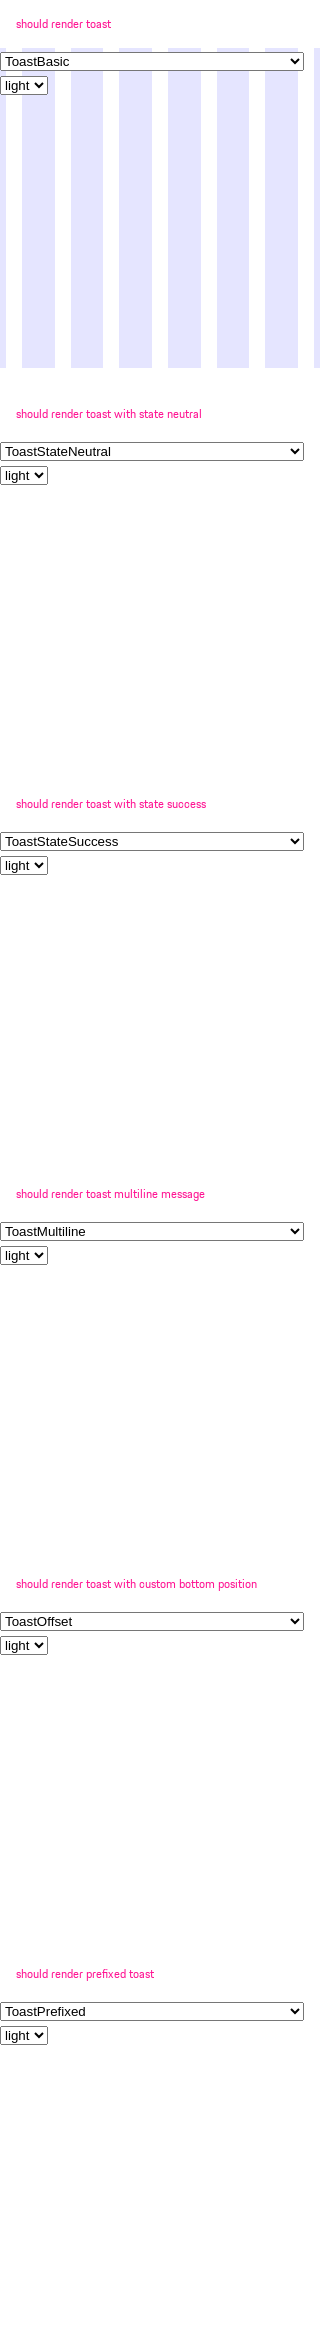 should render toast
ToastBasic
light
should render toast with state neutral
ToastStateNeutral
light
should render toast with state success
ToastStateSuccess
light
should render toast multiline message
ToastMultiline
light
should render toast with custom bottom position
ToastOffset
light
should render prefixed toast
ToastPrefixed
light